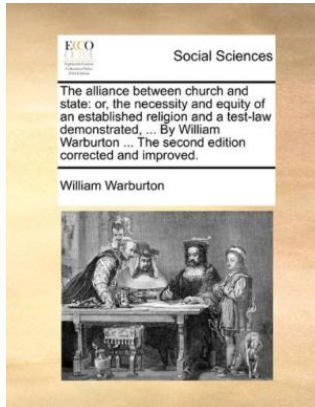 ECCO
Social Sciences
The alliance between church and
state: or, the necessity and equity of
an established religion and a test-law
demonstrated, ... By William
Warburton ... The second edition
corrected and improved.
William Warburton